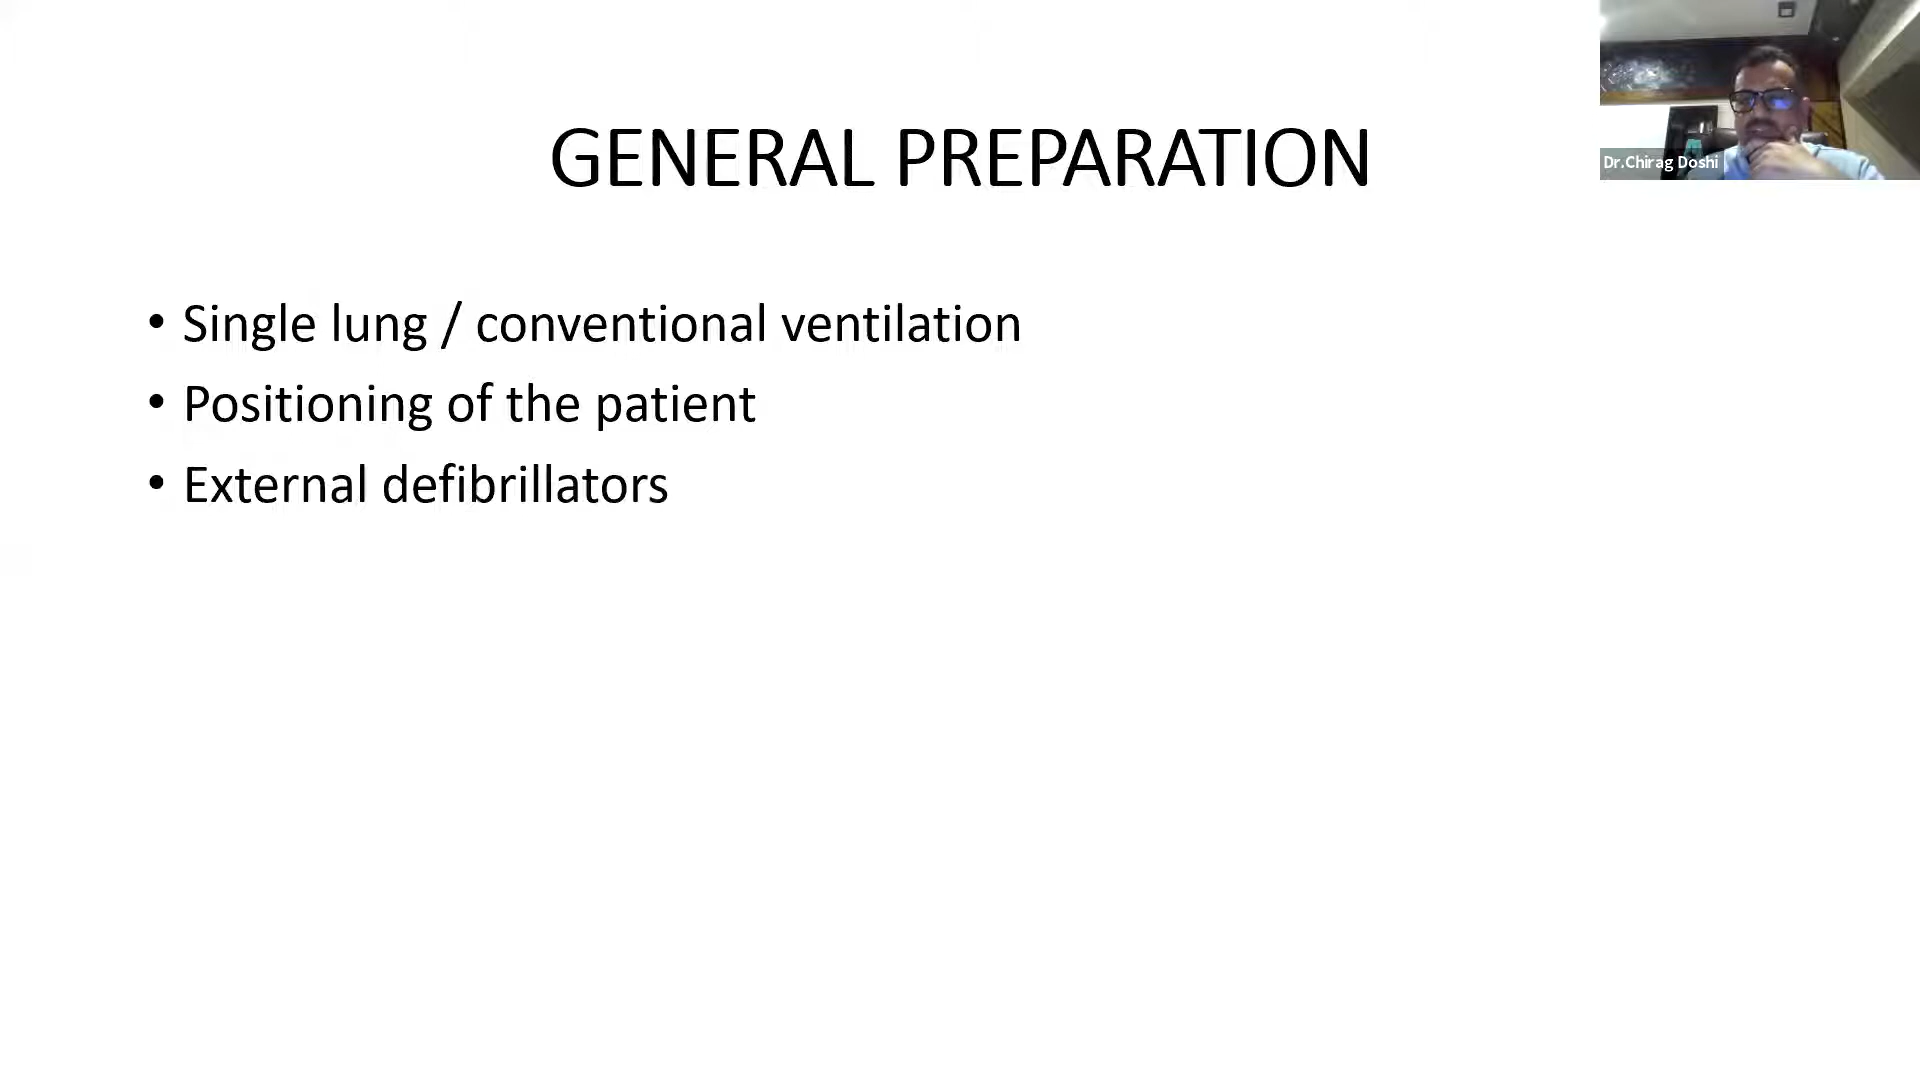 GENERAL PREPARATION
Dr.Chirag Doshi
• Single lung / conventional ventilation
• Positioning of the patient
• External defibrillators